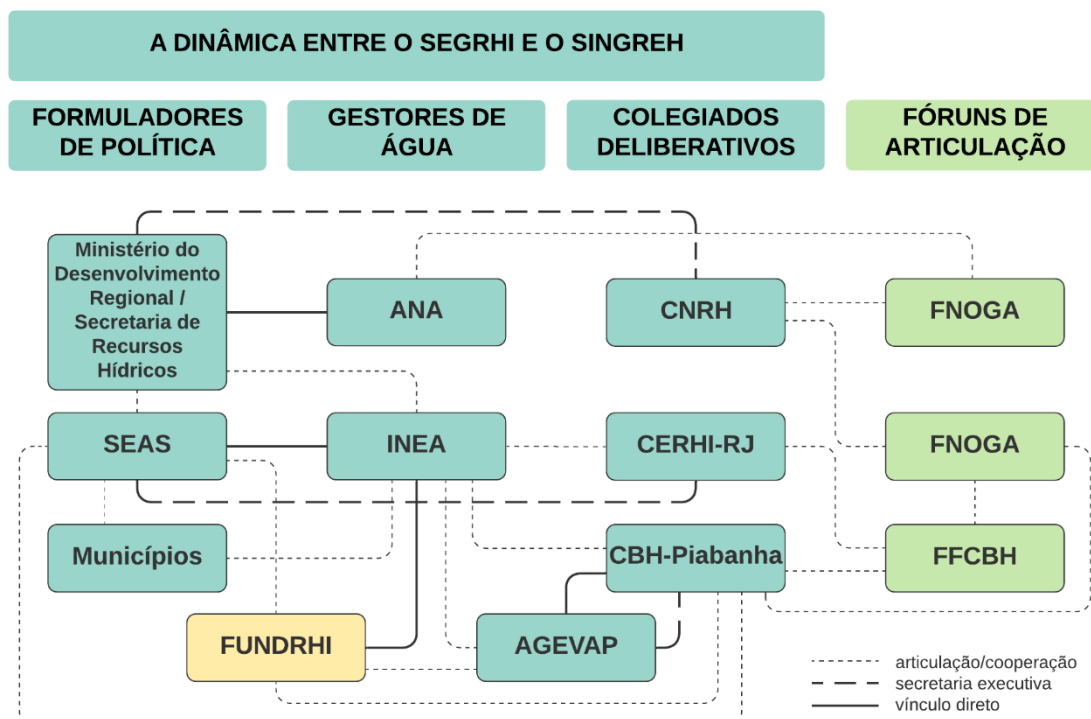 A DINÂMICA ENTRE O SEGRHI E O SINGREH
FORMULADORES
DE POLÍTICA
GESTORES DE
ÁGUA
COLEGIADOS
DELIBERATIVOS
FÓRUNS DE
ARTICULAÇÃO
Ministério do
Desenvolvimento
Regional /
Secretaria de
Recursos
Hídricos
ANA
CNRH
FNOGA
SEAS
INEA
CERHI-RJ
FNOGA
Municípios
CBH-Piabanha
FFCBH
FUNDRHI
AGEVAP
articulação/cooperação
secretaria executiva
vínculo direto